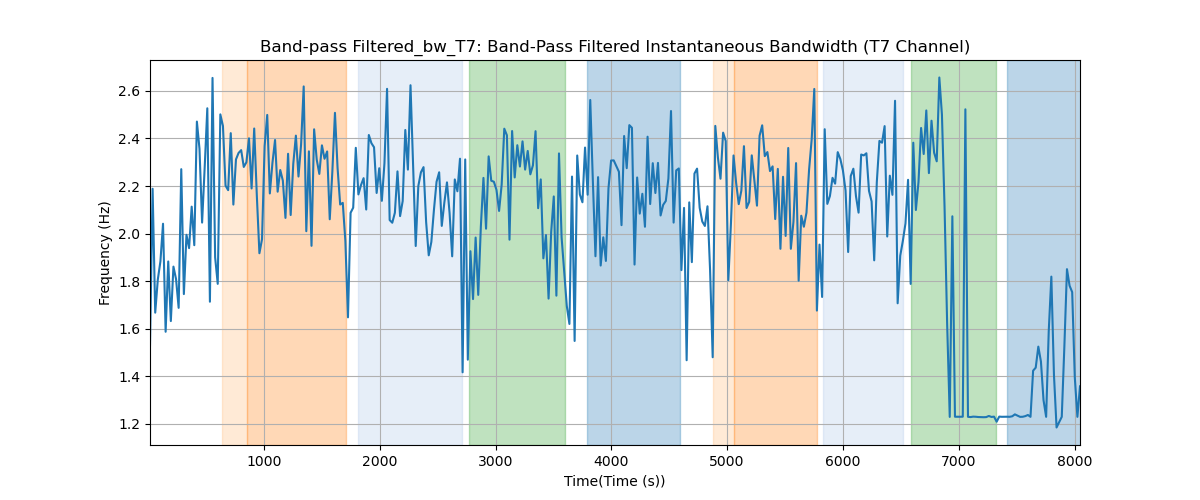 Band-pass Filtered_bw_T7: Band-Pass Filtered Instantaneous Bandwidth (T7 Channel)
Frequency (Hz)
2.6
2.4
2.2
2.0
1.8
1.6
1.4
1.2
1000 2000 3000 4000 5000 6000 7000 8000
Time(Time (s))